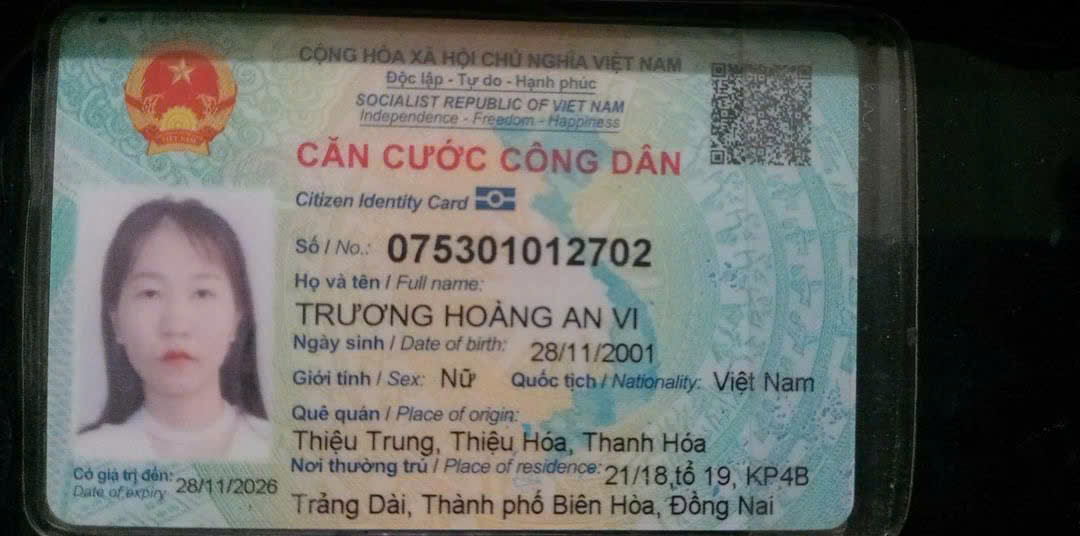 CỘNG HÒA XÃ HỘI CHỦ NGHĨA VIỆT NAM
Độc lập - Tự do - Hạnh phúc
SOCIALIST REPUBLIC OF VIET NAM
Independence - Freedom - Happiness
CĂN CƯỚC CÔNG DÂN
Citizen Identity Card
Số / No.: 075301012702
Họ và tên / Full name:
TRƯƠNG HOÀNG AN VI
Ngày sinh / Date of birth: 28/11/2001
Giới tính / Sex: Nữ Quốc tịch / Nationality: Việt Nam
Quê quán / Place of origin:
Thiệu Trung, Thiệu Hóa, Thanh Hóa
Nơi thường trú / Place of residence: 21/18,tổ 19, KP4B
Trảng Dài, Thành phố Biên Hòa, Đồng Nai
Có giá trị đến: 28/11/2026
Date of expiry